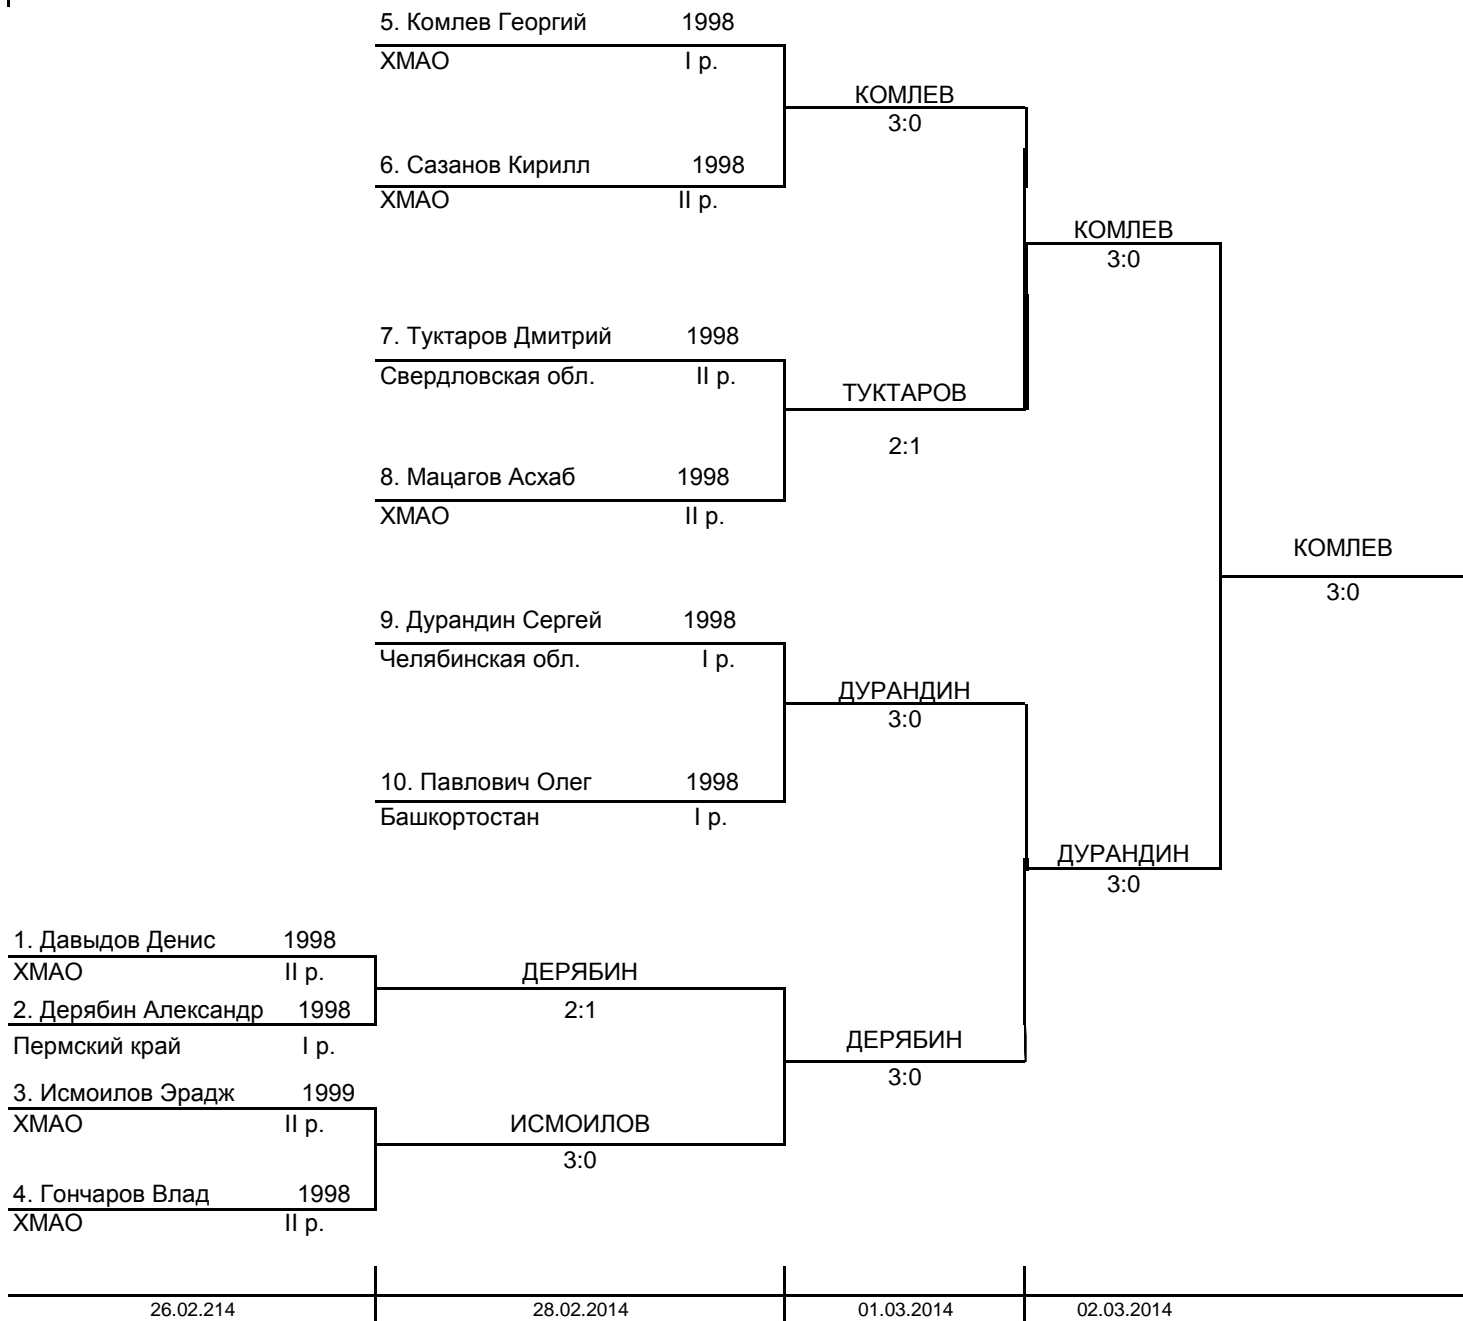 5. Комлев Георгий 1998
ХМАО I р.
КОМЛЕВ
3:0
6. Сазанов Кирилл 1998
ХМАО II р.
КОМЛЕВ
3:0
7. Туктаров Дмитрий 1998
Свердловская обл. II р.
ТУКТАРОВ
2:1
8. Мацагов Асхаб 1998
ХМАО II р.
КОМЛЕВ
3:0
9. Дурандин Сергей 1998
Челябинская обл. I р.
ДУРАНДИН
3:0
10. Павлович Олег 1998
Башкортостан I р.
ДУРАНДИН
3:0
1. Давыдов Денис 1998
ХМАО II р.
ДЕРЯБИН
2:1
2. Дерябин Александр 1998
Пермский край I р.
ДЕРЯБИН
3:0
3. Исмоилов Эрадж 1999
ХМАО II р.
ИСМОИЛОВ
3:0
4. Гончаров Влад 1998
ХМАО II р.
26.02.214 28.02.2014 01.03.2014 02.03.2014